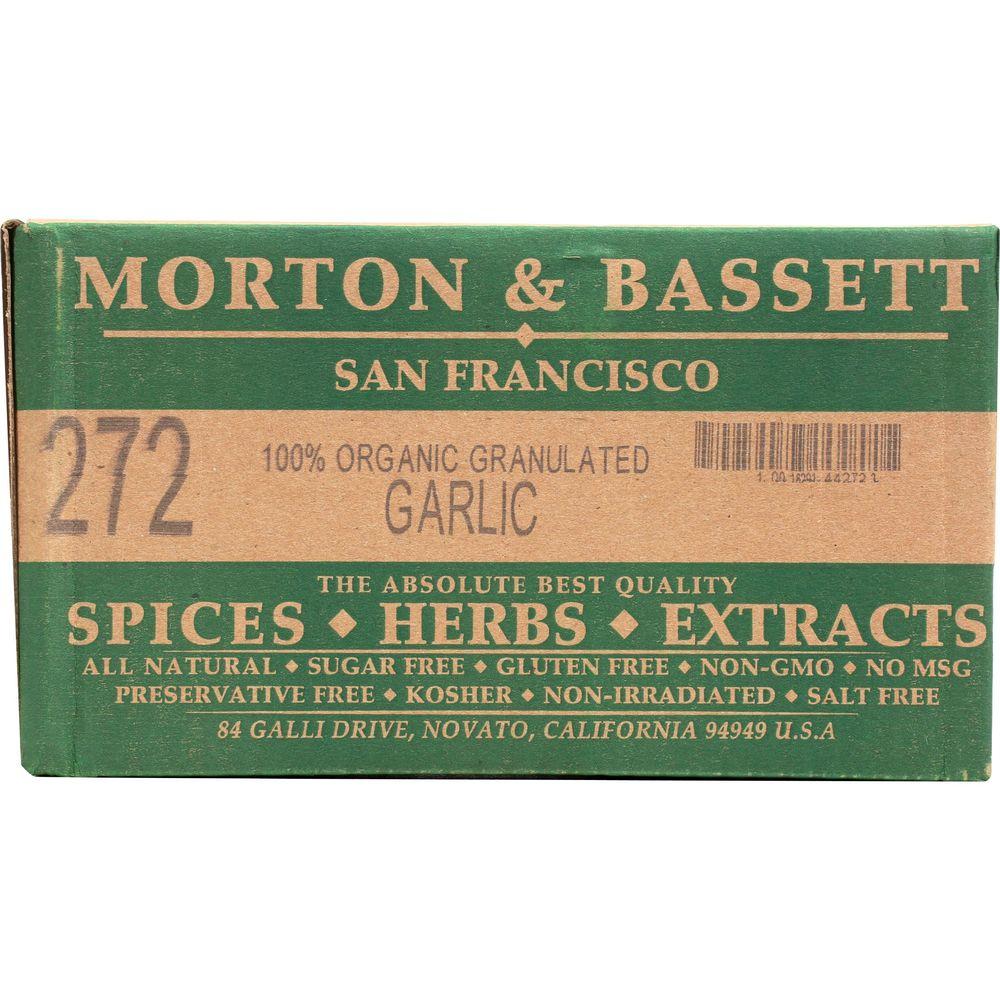 MORTON & BASSETT
SAN FRANCISCO
272
100% ORGANIC GRANULATED
GARLIC
THE ABSOLUTE BEST QUALITY
SPICES ◆ HERBS ◆ EXTRACTS
ALL NATURAL ◆ SUGAR FREE ◆ GLUTEN FREE ◆ NON-GMO ◆ NO MSG
PRESERVATIVE FREE ◆ KOSHER ◆ NON-IRRADIATED ◆ SALT FREE
84 GALLI DRIVE, NOVATO, CALIFORNIA 94949 U.S.A